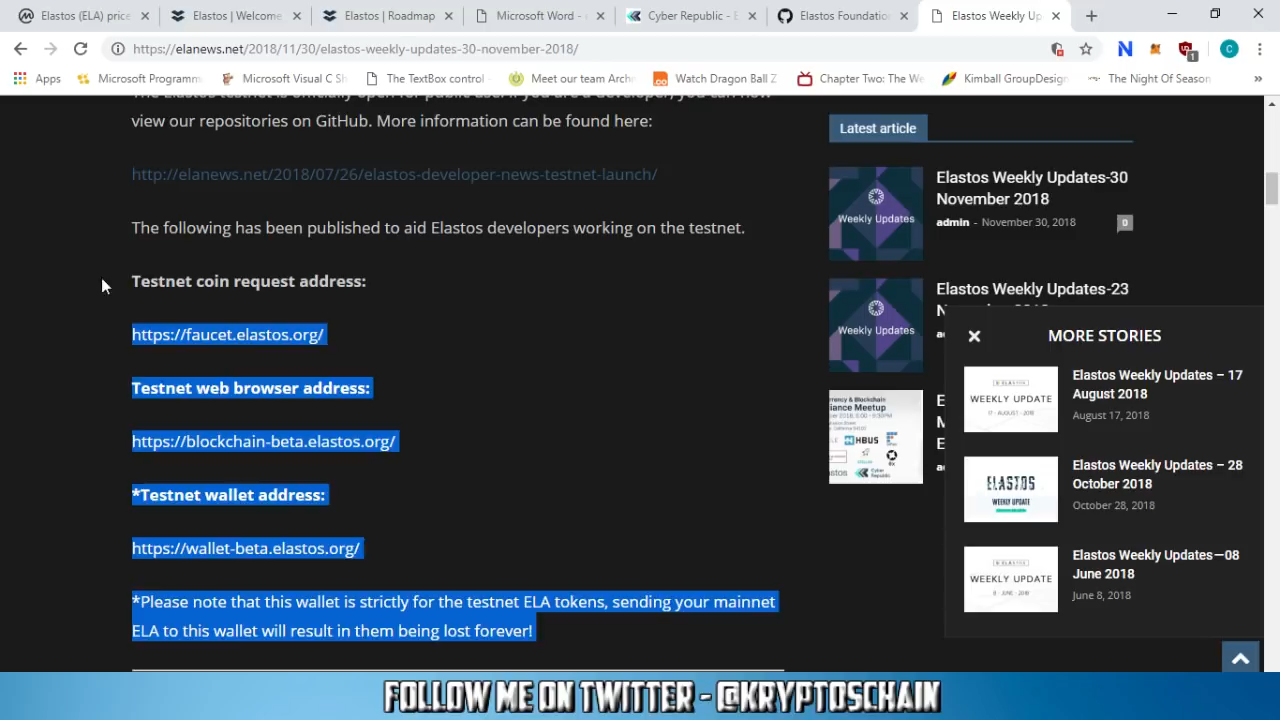 Elastos (ELA) price
Elastos | Welcome
Elastos | Roadmap
Microsoft Word -
Cyber Republic - E
Elastos Foundation
Elastos Weekly Up
https://elanews.net/2018/11/30/elastos-weekly-updates-30-november-2018/
Apps
Microsoft Programm
Microsoft Visual C Sh
The TextBox control -
Meet our team Arch
Watch Dragon Ball Z
Chapter Two: The We
Kimball GroupDesign
The Night Of Season
view our repositories on GitHub. More information can be found here:
http://elanews.net/2018/07/26/elastos-developer-news-testnet-launch/
The following has been published to aid Elastos developers working on the testnet.
Testnet coin request address:
https://faucet.elastos.org/
Testnet web browser address:
https://blockchain-beta.elastos.org/
*Testnet wallet address:
https://wallet-beta.elastos.org/
*Please note that this wallet is strictly for the testnet ELA tokens, sending your mainnet
ELA to this wallet will result in them being lost forever!
Latest article
Weekly Updates
Elastos Weekly Updates-30
November 2018
admin - November 30, 2018
0
Weekly Updates
Elastos Weekly Updates-23
MORE STORIES
WEEKLY UPDATE
17 · AUGUST · 2018
Elastos Weekly Updates – 17
August 2018
August 17, 2018
ELASTOS
WEEKLY UPDATE
Elastos Weekly Updates – 28
October 2018
October 28, 2018
WEEKLY UPDATE
8 · JUNE · 2018
Elastos Weekly Updates—08
June 2018
June 8, 2018
FOLLOW ME ON TWITTER - @KRYPTOSCHAIN